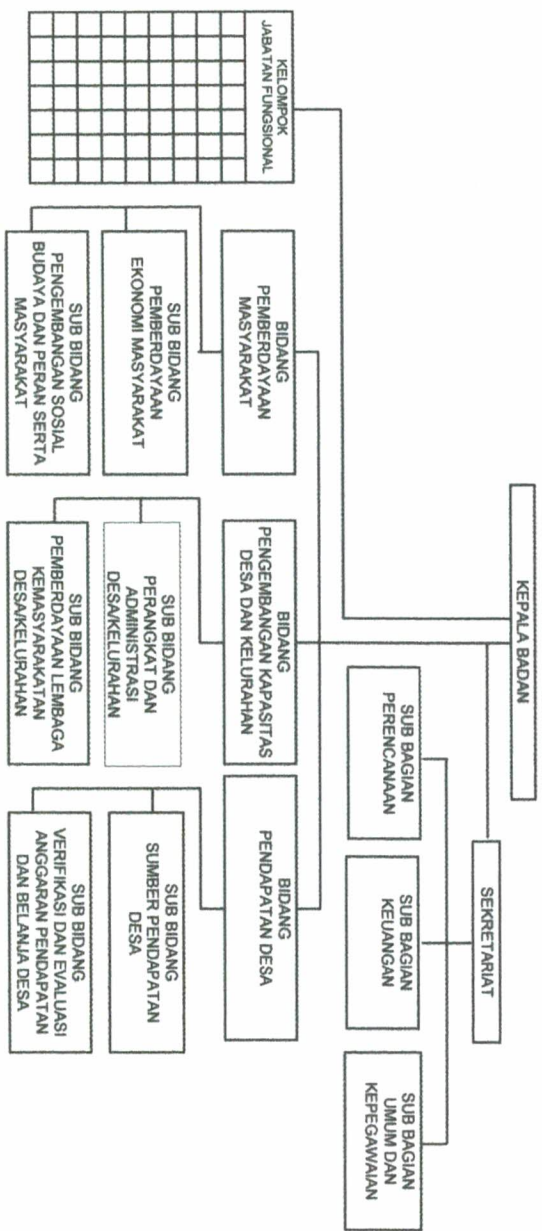 KEPALA BADAN
SEKRETARIAT
SUB BAGIAN
PERENCANAAN
SUB BAGIAN
KEUANGAN
SUB BAGIAN
UMUM DAN
KEPEGAWAIAN
KELOMPOK
JABATAN FUNGSIONAL
BIDANG
PEMBERDAYAAN
MASYARAKAT
SUB BIDANG
PEMBERDAYAAN
EKONOMI MASYARAKAT
SUB BIDANG
PENGEMBANGAN SOSIAL
BUDAYA DAN PERAN SERTA
MASYARAKAT
BIDANG
PENGEMBANGAN KAPASITAS
DESA DAN KELURAHAN
SUB BIDANG
PERANGKAT DAN
ADMINISTRASI
DESA/KELURAHAN
SUB BIDANG
PEMBERDAYAAN LEMBAGA
KEMASYARAKATAN
DESA/KELURAHAN
BIDANG
PENDAPATAN DESA
SUB BIDANG
SUMBER PENDAPATAN
DESA
SUB BIDANG
VERIFIKASI DAN EVALUASI
ANGGARAN PENDAPATAN
DAN BELANJA DESA